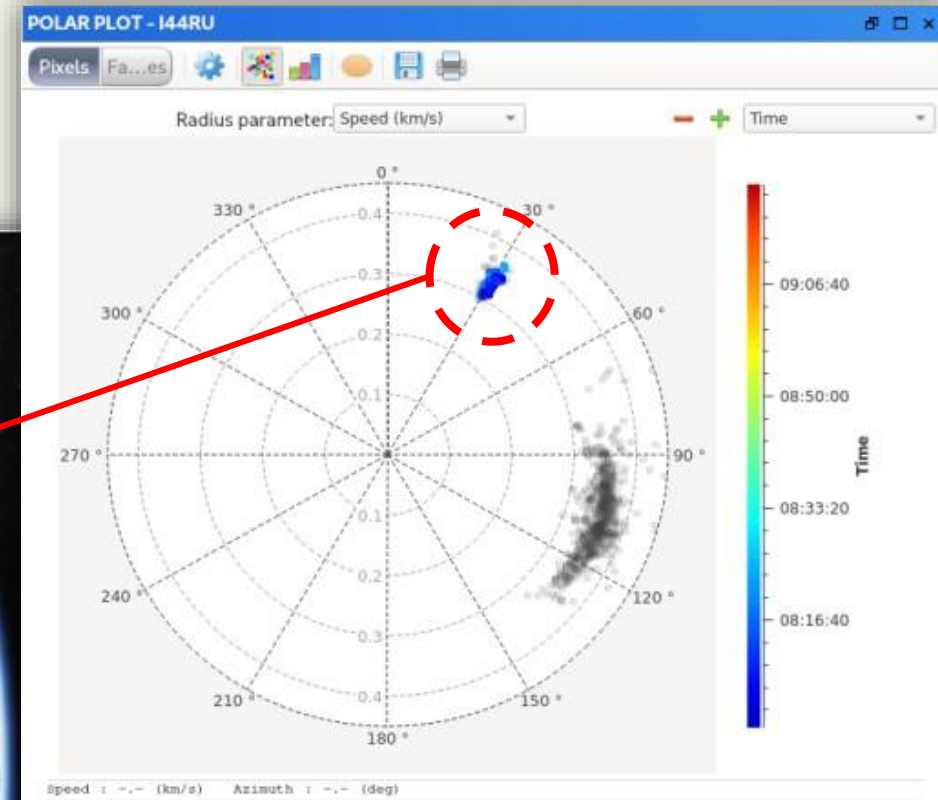 POLAR PLOT - I44RU
Pixels Fa...es
Radius parameter: Speed (km/s) Time
0 °
330 ° 30 °
0.4
0.3
300 ° 60 °
0.2
0.1
270 ° 90 °
0.1
0.2
240 ° 120 °
0.3
0.4
210 ° 150 °
180 °
09:06:40
08:50:00
Time
08:33:20
08:16:40
Speed : -.- (km/s) Azimuth : -.- (deg)